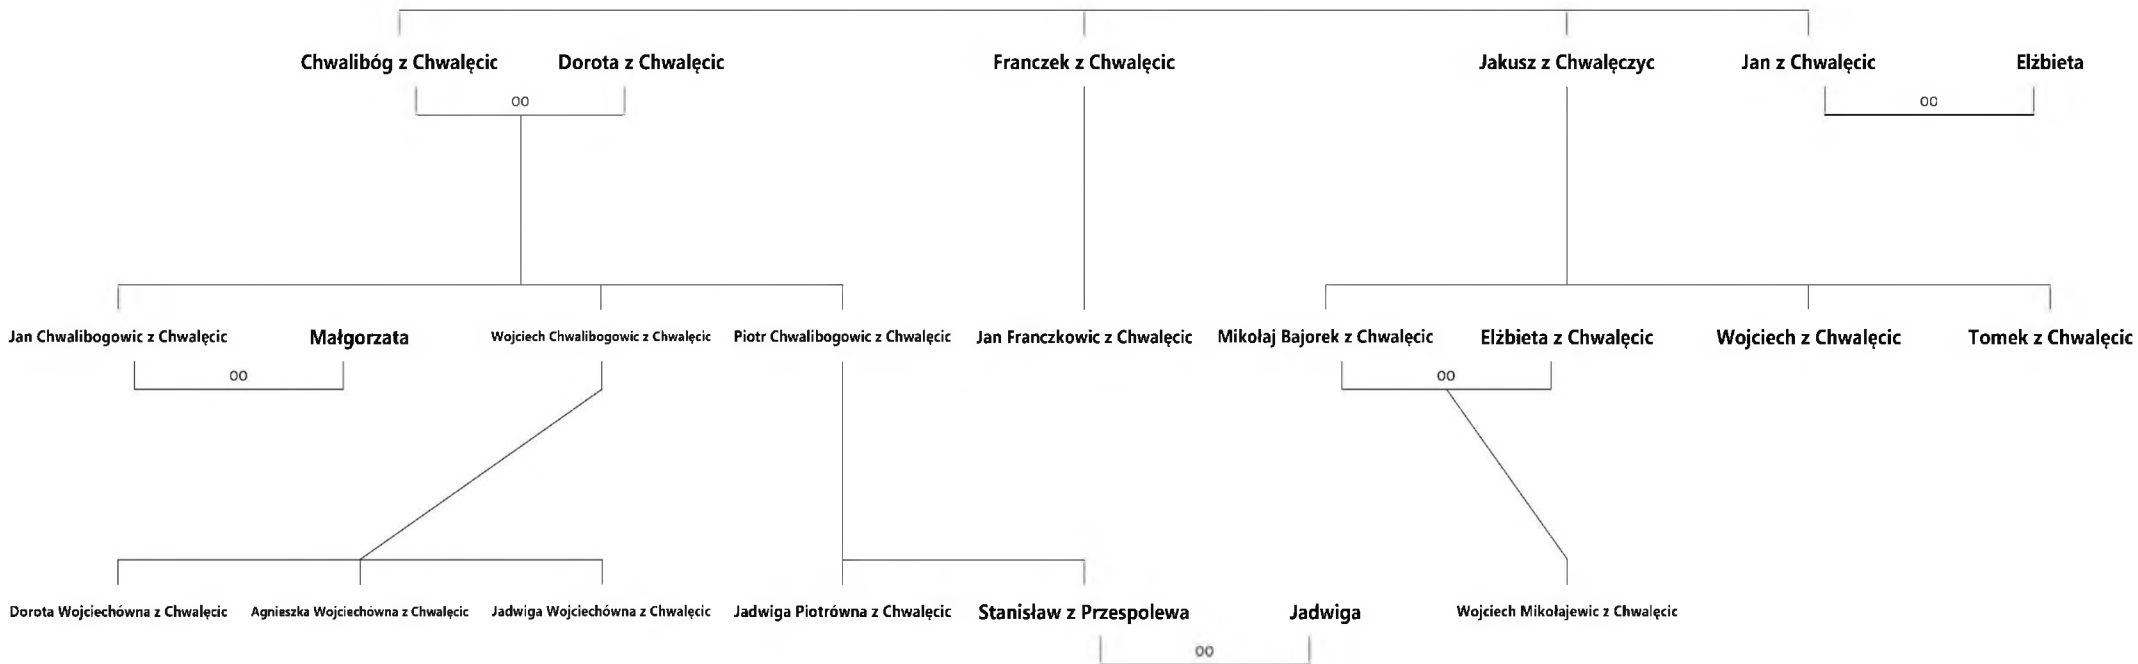 Chwalibóg z Chwalęcic
Dorota z Chwalęcic
Franczek z Chwalęcic
Jakusz z Chwalęczyc
Jan z Chwalęcic
Elżbieta
oo
oo
Jan Chwalibogowic z Chwalęcic
Małgorzata
Wojciech Chwalibogowic z Chwalęcic
Piotr Chwalibogowic z Chwalęcic
Jan Franczkowic z Chwalęcic
Mikołaj Bajorek z Chwalęcic
Elżbieta z Chwalęcic
Wojciech z Chwalęcic
Tomek z Chwalęcic
oo
oo
Dorota Wojciechówna z Chwalęcic
Agnieszka Wojciechówna z Chwalęcic
Jadwiga Wojciechówna z Chwalęcic
Jadwiga Piotrówna z Chwalęcic
Stanisław z Przespolewa
Jadwiga
Wojciech Mikołajewic z Chwalęcic
oo